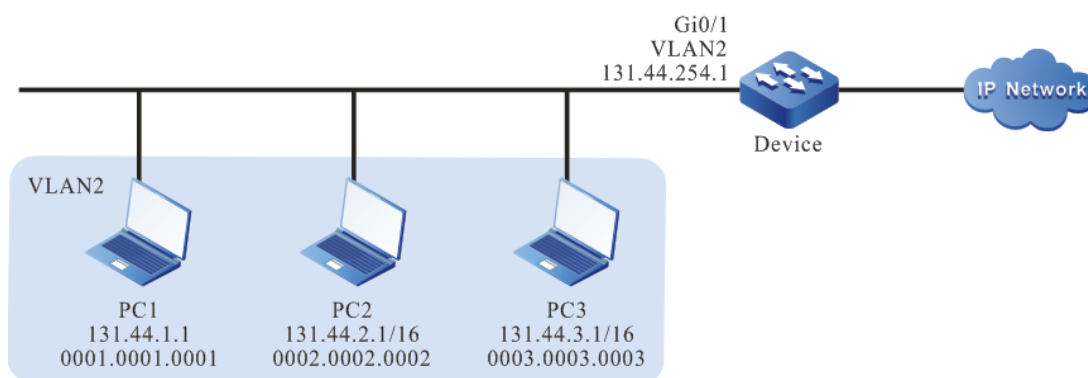 Gi0/1
VLAN2
131.44.254.1
IP Network
Device
VLAN2
PC1
131.44.1.1
0001.0001.0001
PC2
131.44.2.1/16
0002.0002.0002
PC3
131.44.3.1/16
0003.0003.0003